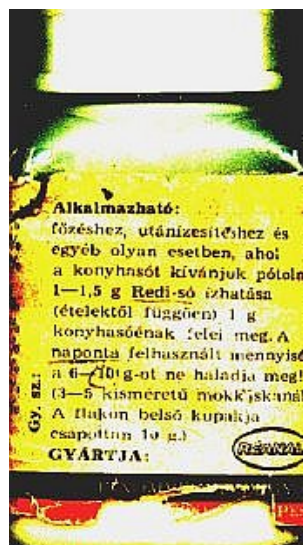 Alkalmazható:
főzéshez, utánízesítéshez és
egyéb olyan esetben, ahol
a konyhasót kívánjuk pótoln
1—1,5 g Redi-só ízhatása
(ételektől függően) 1 g
konyhasóénak felel meg. A
naponta felhasznált mennyisé
a 6—10 g-ot ne haladja meg!
(3—5 kisméretű mokkáskanál
A flakon belső kupakja
csapottan 10 g.)
GYÁRTJA:
REANAL
Gy. sz.: